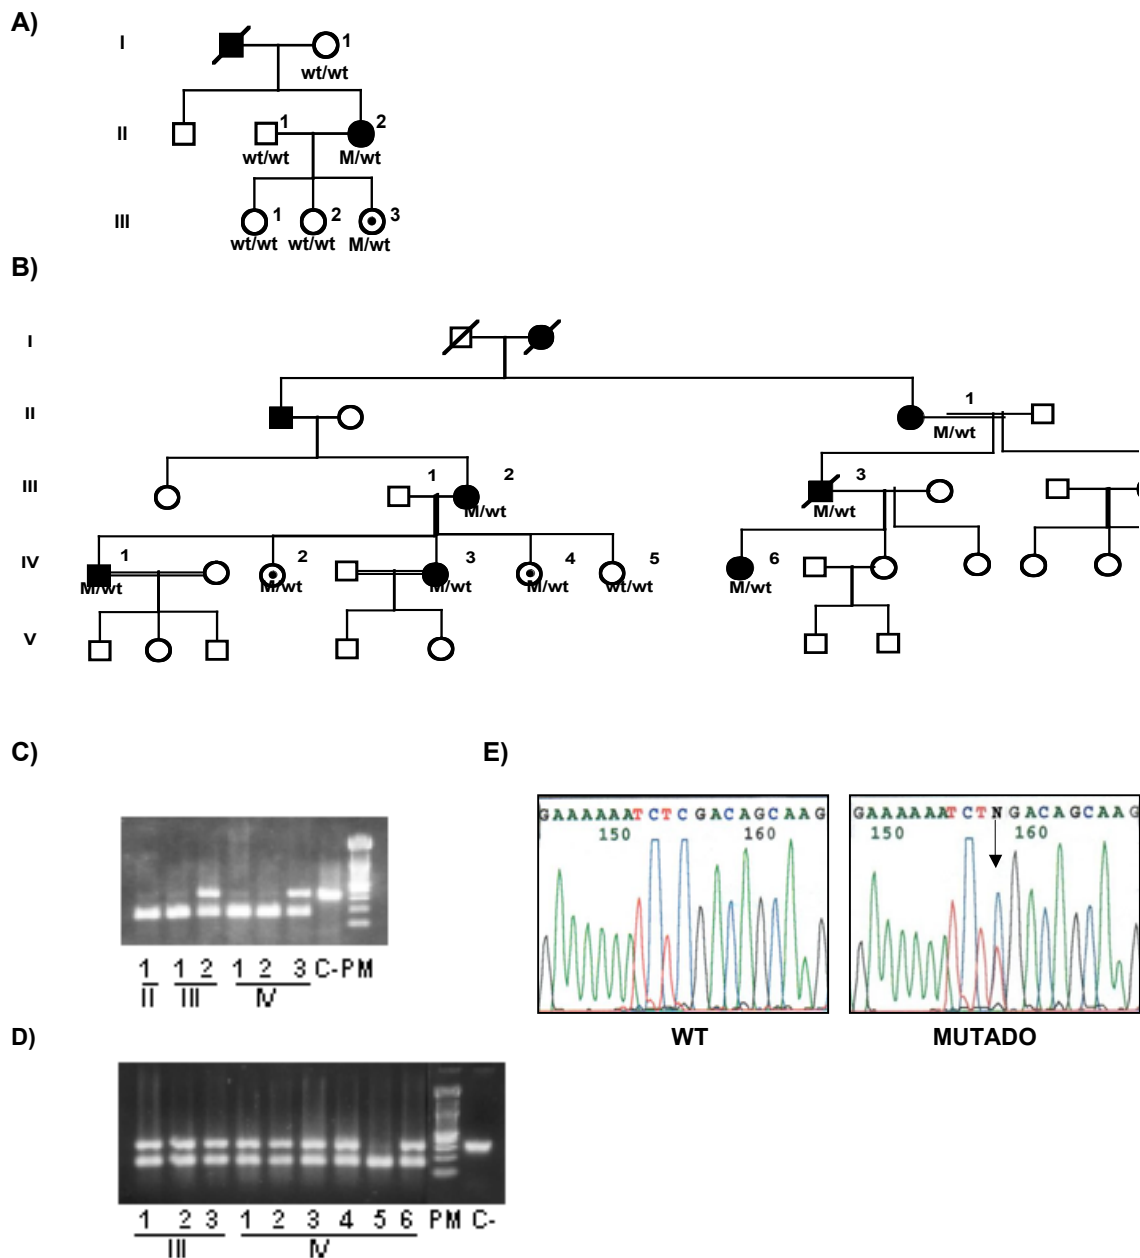 A)
I
1
wt/wt
II
1
2
wt/wt
M/wt
III
1
2
3
wt/wt
wt/wt
M/wt
B)
I
II
1
M/wt
III
1
2
3
M/wt
M/wt
IV
1
2
3
4
5
6
M/wt
M/wt
M/wt
M/wt
wt/wt
M/wt
V
C)
E)
1 1 2 1 2 3 C- PM
II III IV
GAAAAAATCTCGACAGCAAG
150 160
GAAAAAATCTNGACAGCAAG
150 160
WT
MUTADO
D)
1 2 3 1 2 3 4 5 6 PM C-
III IV